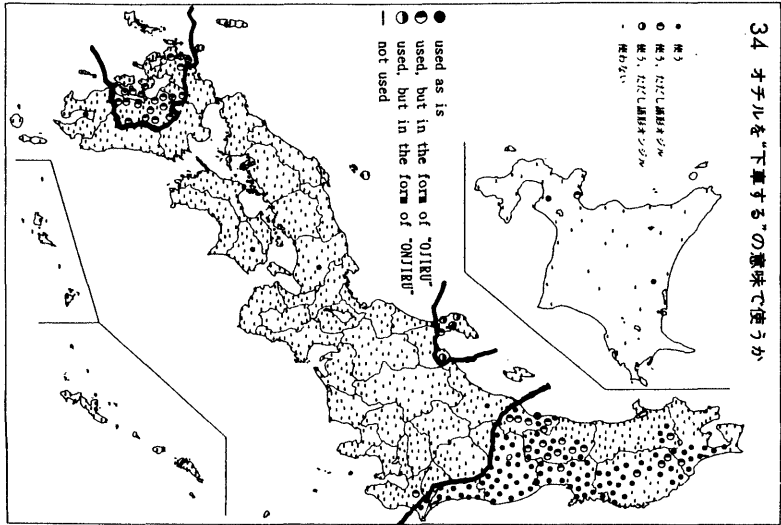 34 オチルを"下車する"の意味で使うか
● 使う
◐ 使う、ただし語形オジル
◓ 使う、ただし語形オンジル
- 使わない
● used as is
◐ used, but in the form of "OJIRU"
◓ used, but in the form of "ONJIRU"
— not used